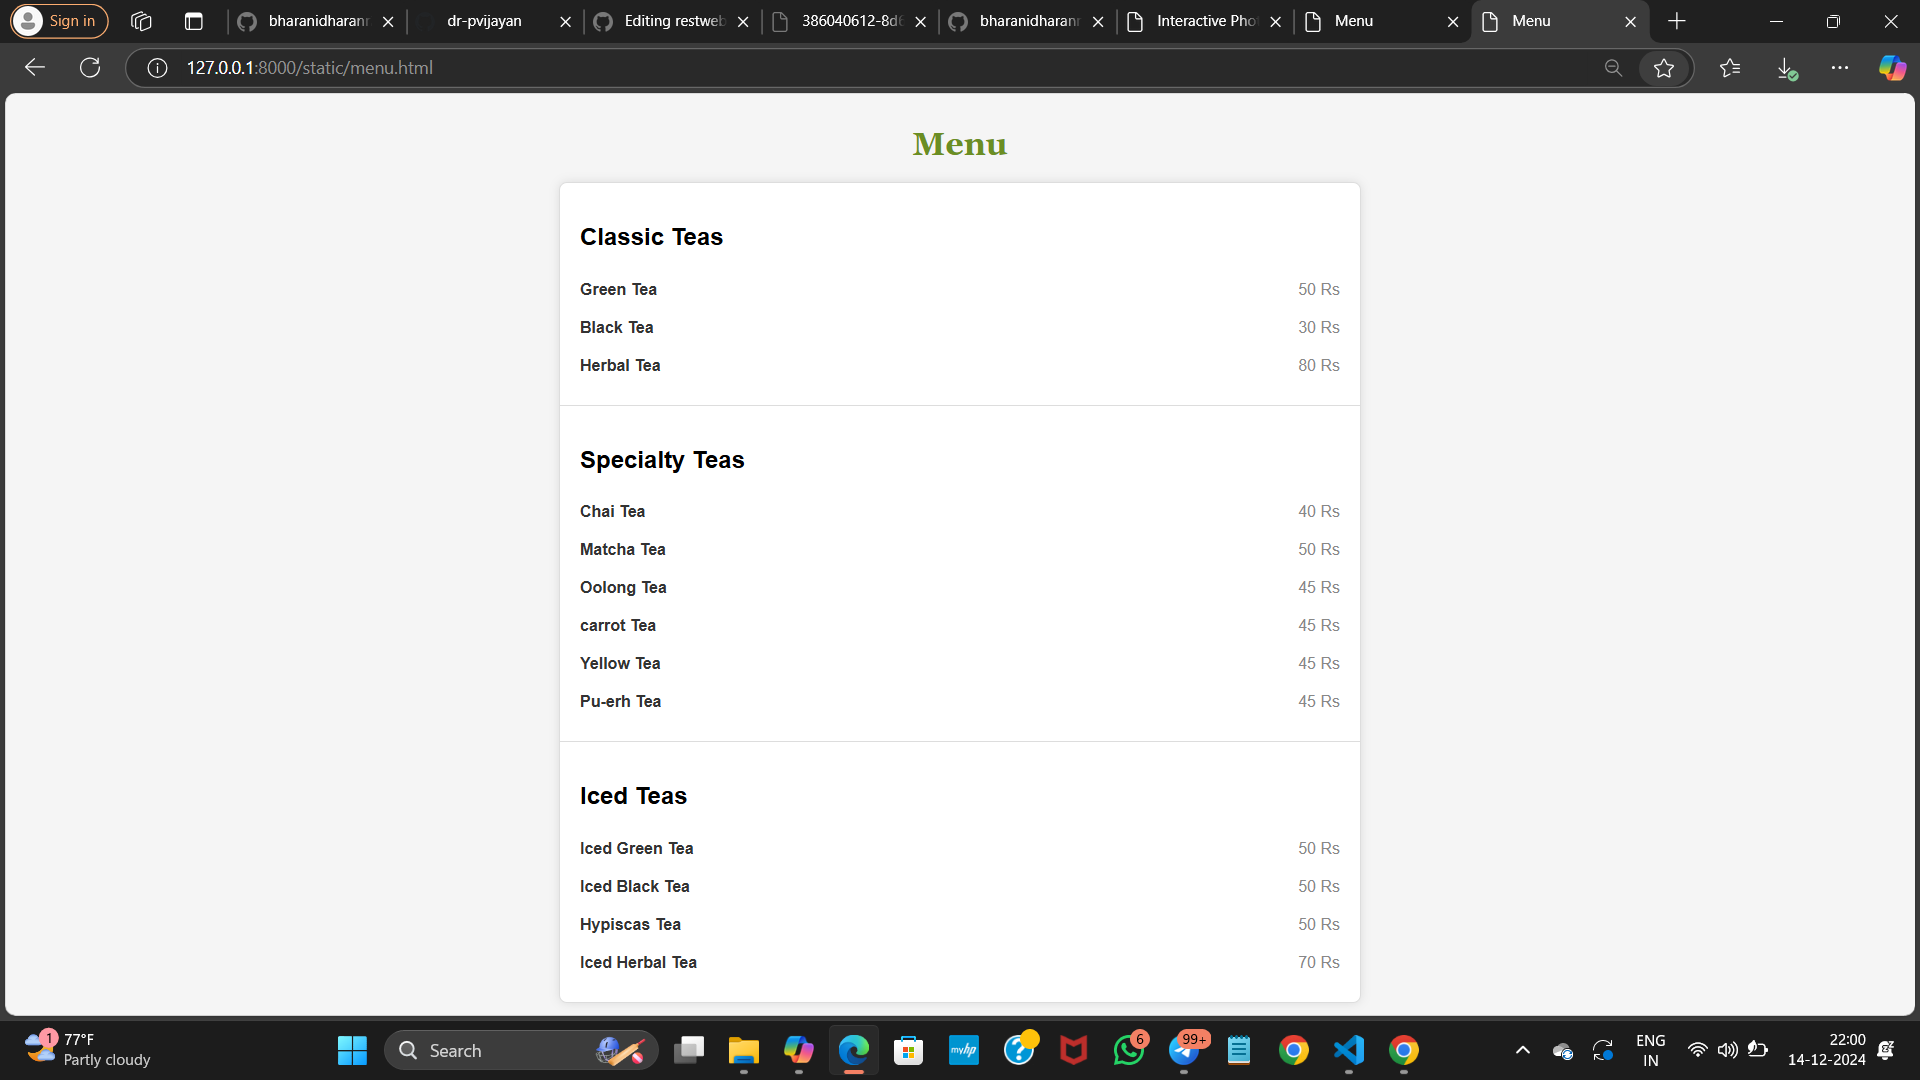 Sign in
bharanidharanr
dr-pvijayan
Editing restweb
386040612-8d6
bharanidharanr
Interactive Pho
Menu
Menu
127.0.0.1:8000/static/menu.html
Menu
Classic Teas
Green Tea 50 Rs
Black Tea 30 Rs
Herbal Tea 80 Rs
Specialty Teas
Chai Tea 40 Rs
Matcha Tea 50 Rs
Oolong Tea 45 Rs
carrot Tea 45 Rs
Yellow Tea 45 Rs
Pu-erh Tea 45 Rs
Iced Teas
Iced Green Tea 50 Rs
Iced Black Tea 50 Rs
Hypiscas Tea 50 Rs
Iced Herbal Tea 70 Rs
1
77°F
Partly cloudy
Search
myhp
6
99+
ENG
IN
22:00
14-12-2024